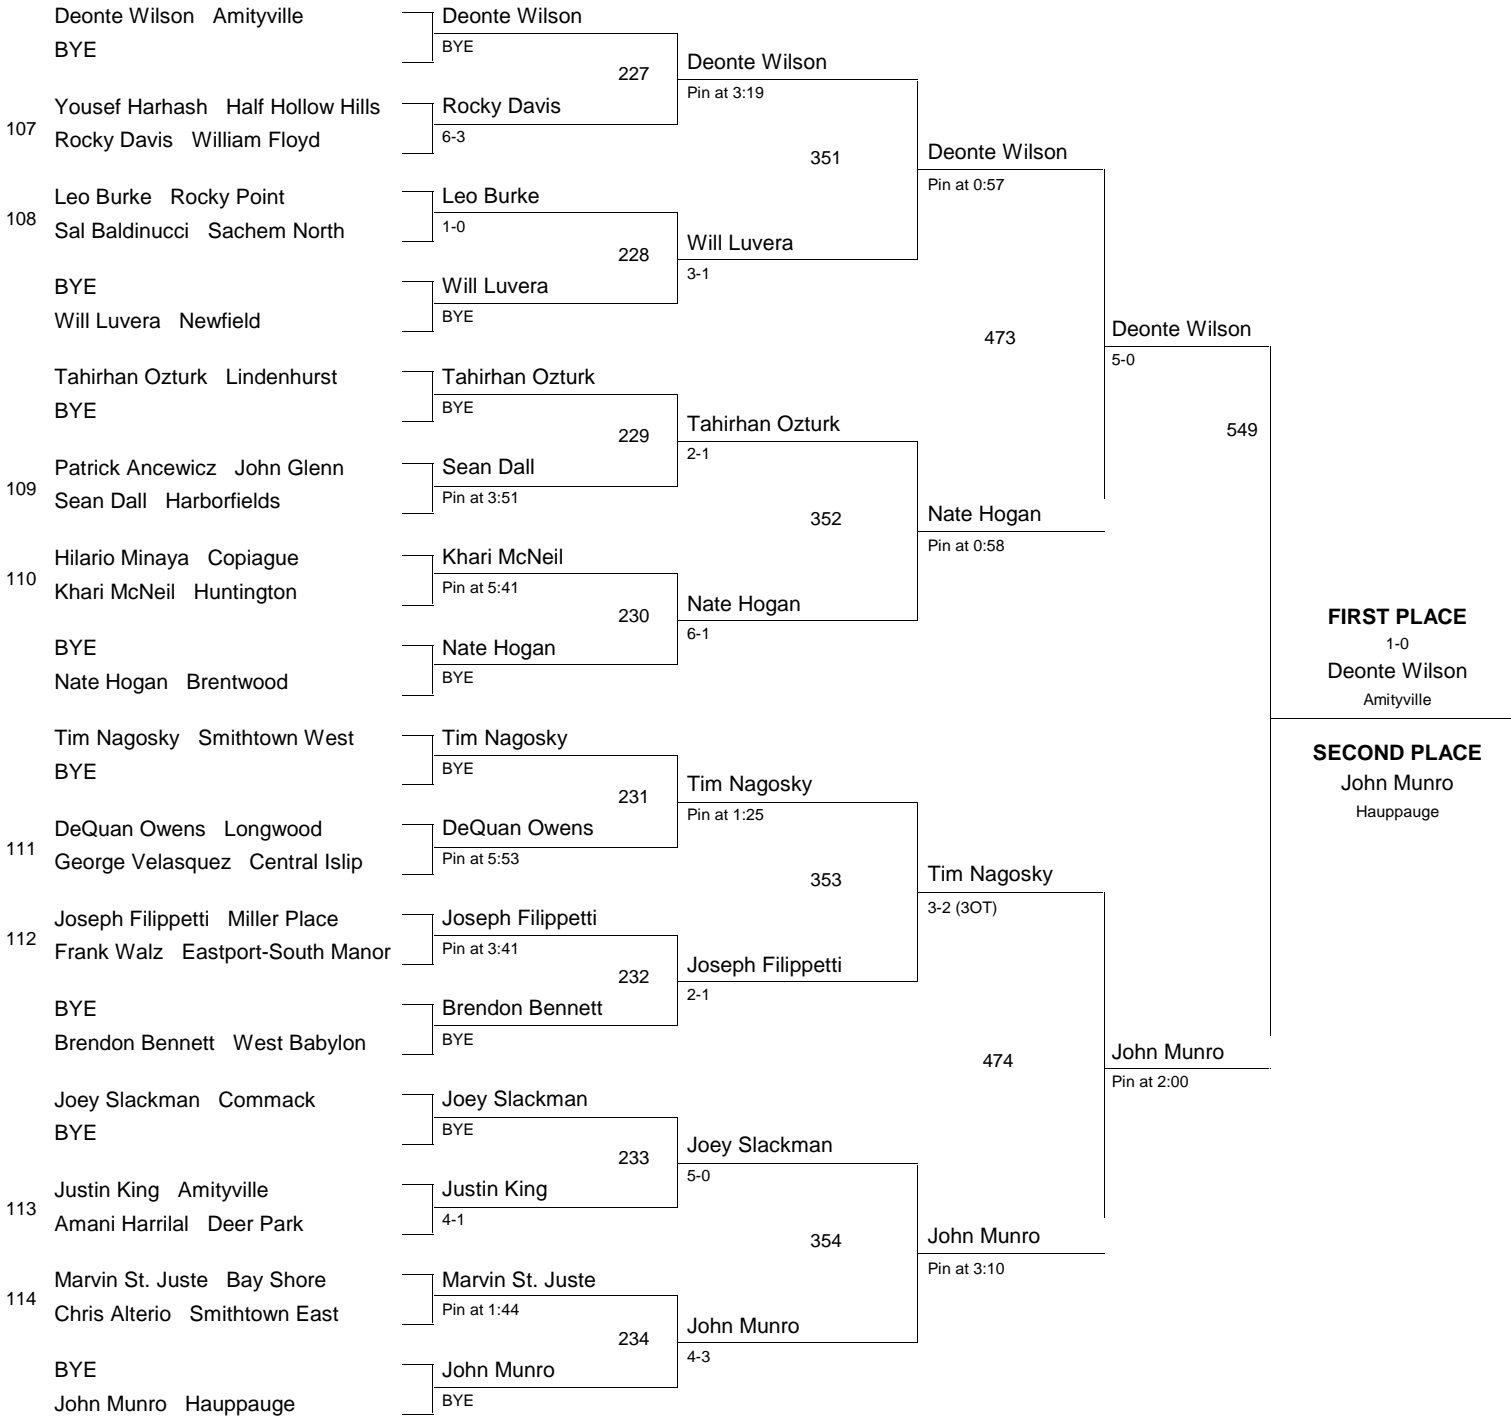 Deonte Wilson Amityville
BYE
107
Yousef Harhash Half Hollow Hills
Rocky Davis William Floyd
108
Leo Burke Rocky Point
Sal Baldinucci Sachem North
BYE
Will Luvera Newfield
Tahirhan Ozturk Lindenhurst
BYE
109
Patrick Ancewicz John Glenn
Sean Dall Harborfields
110
Hilario Minaya Copiague
Khari McNeil Huntington
BYE
Nate Hogan Brentwood
Tim Nagosky Smithtown West
BYE
111
DeQuan Owens Longwood
George Velasquez Central Islip
112
Joseph Filippetti Miller Place
Frank Walz Eastport-South Manor
BYE
Brendon Bennett West Babylon
Joey Slackman Commack
BYE
113
Justin King Amityville
Amani Harrilal Deer Park
114
Marvin St. Juste Bay Shore
Chris Alterio Smithtown East
BYE
John Munro Hauppauge
Deonte Wilson
BYE
227
Rocky Davis
6-3
Leo Burke
1-0
228
Will Luvera
BYE
Tahirhan Ozturk
BYE
229
Sean Dall
Pin at 3:51
Khari McNeil
Pin at 5:41
230
Nate Hogan
BYE
Tim Nagosky
BYE
231
DeQuan Owens
Pin at 5:53
Joseph Filippetti
Pin at 3:41
232
Brendon Bennett
BYE
Joey Slackman
BYE
233
Justin King
4-1
Marvin St. Juste
Pin at 1:44
234
John Munro
BYE
Deonte Wilson
Pin at 3:19
351
Will Luvera
3-1
Tahirhan Ozturk
2-1
352
Nate Hogan
6-1
Tim Nagosky
Pin at 1:25
353
Joseph Filippetti
2-1
Joey Slackman
5-0
354
John Munro
4-3
Deonte Wilson
Pin at 0:57
473
Nate Hogan
Pin at 0:58
Tim Nagosky
3-2 (3OT)
474
John Munro
Pin at 3:10
Deonte Wilson
5-0
549
John Munro
Pin at 2:00
FIRST PLACE
1-0
Deonte Wilson
Amityville
SECOND PLACE
John Munro
Hauppauge